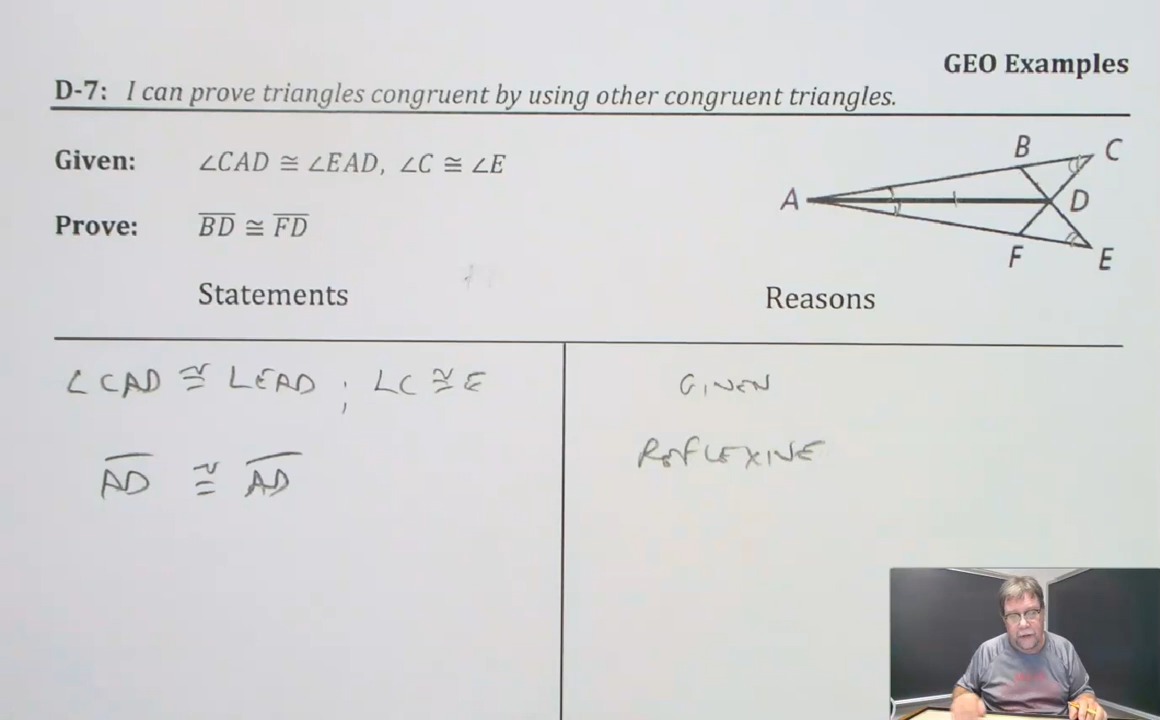 GEO Examples
D-7: I can prove triangles congruent by using other congruent triangles.
Given: ∠CAD ≅ ∠EAD, ∠C ≅ ∠E
Prove: BD ≅ FD
A B C D F E
Statements Reasons
∠CAD ≅ ∠EAD ; ∠C ≅ E GIVEN
AD ≅ AD REFLEXIVE